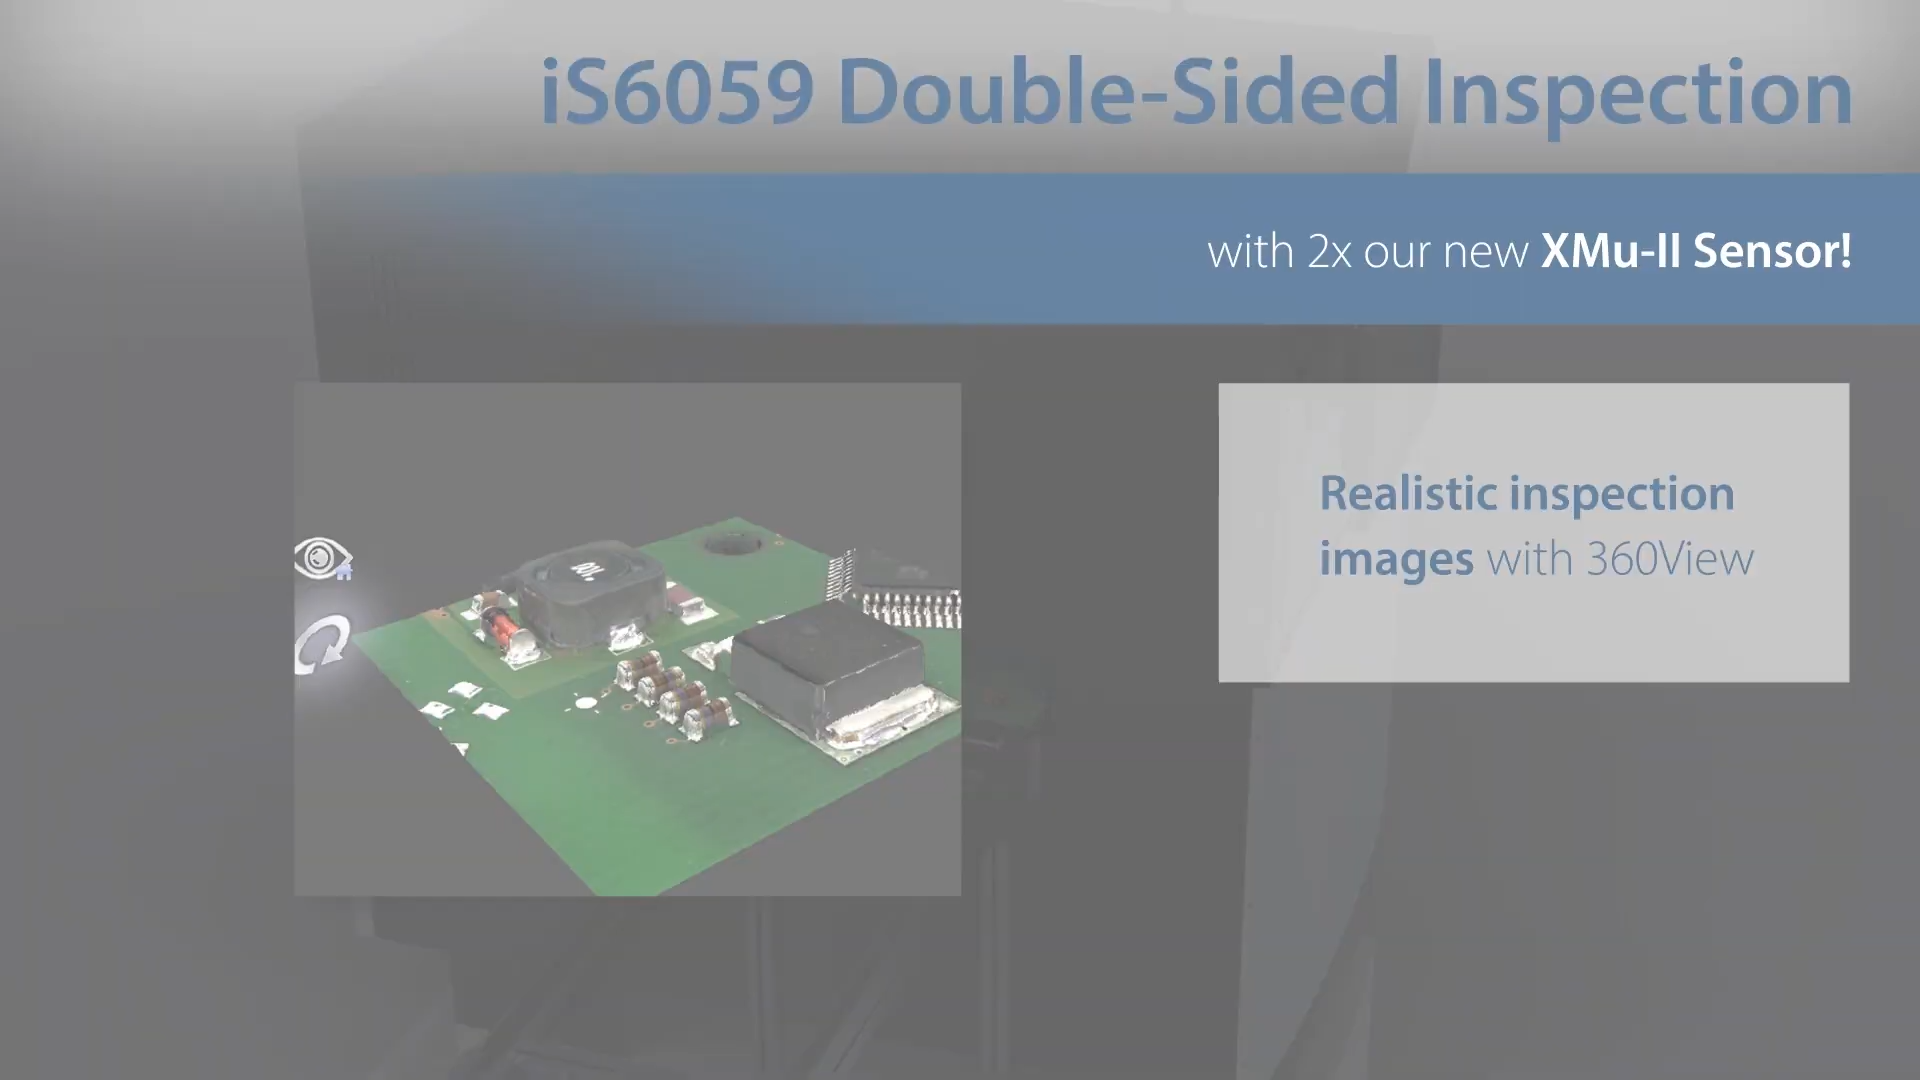 iS6059 Double-Sided Inspection
with 2x our new XMu-II Sensor!
Realistic inspection
images with 360View